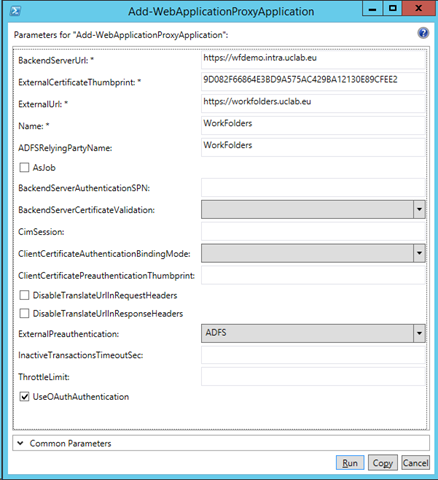 Add-WebApplicationProxyApplication
Parameters for "Add-WebApplicationProxyApplication":
BackendServerUrl: * https://wfdemo.intra.uclab.eu
ExternalCertificateThumbprint: * 9D082F66864E3BD9A575AC429BA12130E89CFEE2
ExternalUrl: * https://workfolders.uclab.eu
Name: * WorkFolders
ADFSRelyingPartyName: WorkFolders
AsJob
BackendServerAuthenticationSPN:
BackendServerCertificateValidation:
CimSession:
ClientCertificateAuthenticationBindingMode:
ClientCertificatePreauthenticationThumbprint:
DisableTranslateUrlInRequestHeaders
DisableTranslateUrlInResponseHeaders
ExternalPreauthentication: ADFS
InactiveTransactionsTimeoutSec:
ThrottleLimit:
UseOAuthAuthentication
Common Parameters
Run Copy Cancel